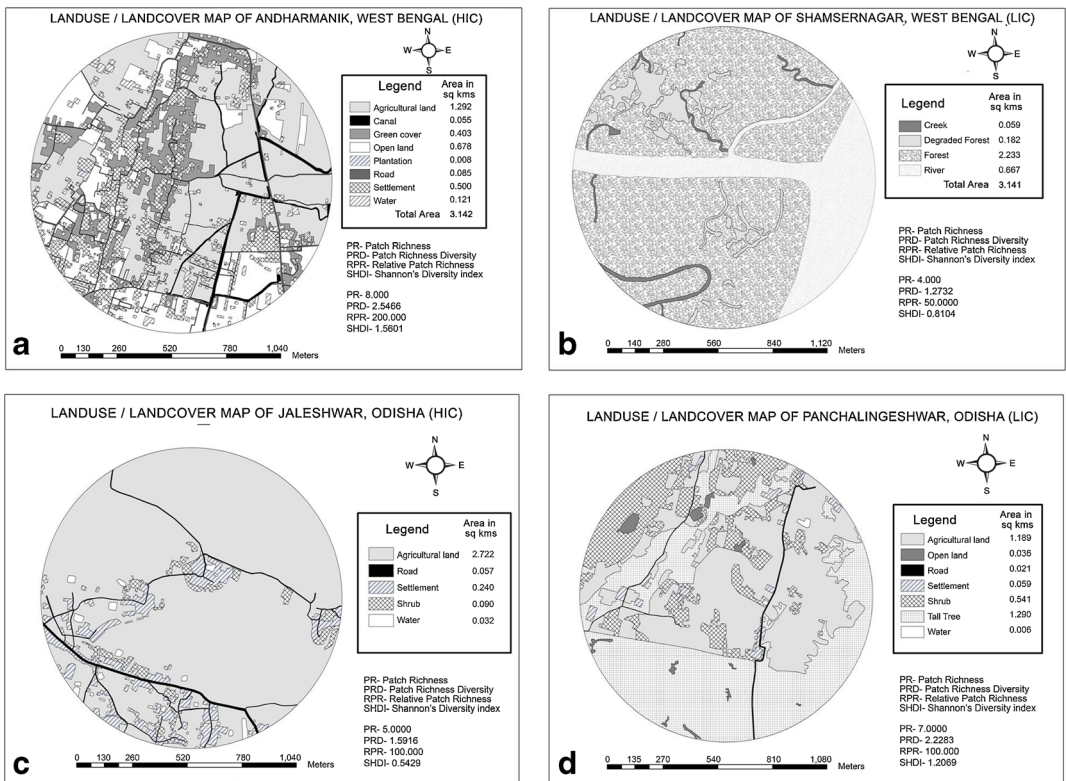 LANDUSE / LANDCOVER MAP OF ANDHARMANIK, WEST BENGAL (HIC)
N
W E
S
Legend Area in sq kms
Agricultural land 1.292
Canal 0.055
Green cover 0.403
Open land 0.678
Plantation 0.008
Road 0.085
Settlement 0.500
Water 0.121
Total Area 3.142
PR- Patch Richness
PRD- Patch Richness Diversity
RPR- Relative Patch Richness
SHDI- Shannon's Diversity index
PR- 8.000
PRD- 2.5466
RPR- 200.000
SHDI- 1.5601
a
0 130 260 520 780 1,040
Meters
LANDUSE / LANDCOVER MAP OF SHAMSERNAGAR, WEST BENGAL (LIC)
N
W E
S
Legend Area in sq kms
Creek 0.059
Degraded Forest 0.182
Forest 2.233
River 0.667
Total Area 3.141
PR- Patch Richness
PRD- Patch Richness Diversity
RPR- Relative Patch Richness
SHDI- Shannon's Diversity index
PR- 4.000
PRD- 1.2732
RPR- 50.0000
SHDI- 0.8104
b
0 140 280 560 840 1,120
Meters
LANDUSE / LANDCOVER MAP OF JALESHWAR, ODISHA (HIC)
N
W E
S
Legend Area in sq kms
Agricultural land 2.722
Road 0.057
Settlement 0.240
Shrub 0.090
Water 0.032
PR- Patch Richness
PRD- Patch Richness Diversity
RPR- Relative Patch Richness
SHDI- Shannon's Diversity index
PR- 5.0000
PRD- 1.5916
RPR- 100.000
SHDI- 0.5429
c
0 130 260 520 780 1,040
Meters
LANDUSE / LANDCOVER MAP OF PANCHALINGESHWAR, ODISHA (LIC)
N
W E
S
Legend Area in sq kms
Agricultural land 1.189
Open land 0.036
Road 0.021
Settlement 0.059
Shrub 0.541
Tall Tree 1.290
Water 0.006
PR- Patch Richness
PRD- Patch Richness Diversity
RPR- Relative Patch Richness
SHDI- Shannon's Diversity index
PR- 7.0000
PRD- 2.2283
RPR- 100.000
SHDI- 1.2069
d
0 135 270 540 810 1,080
Meters